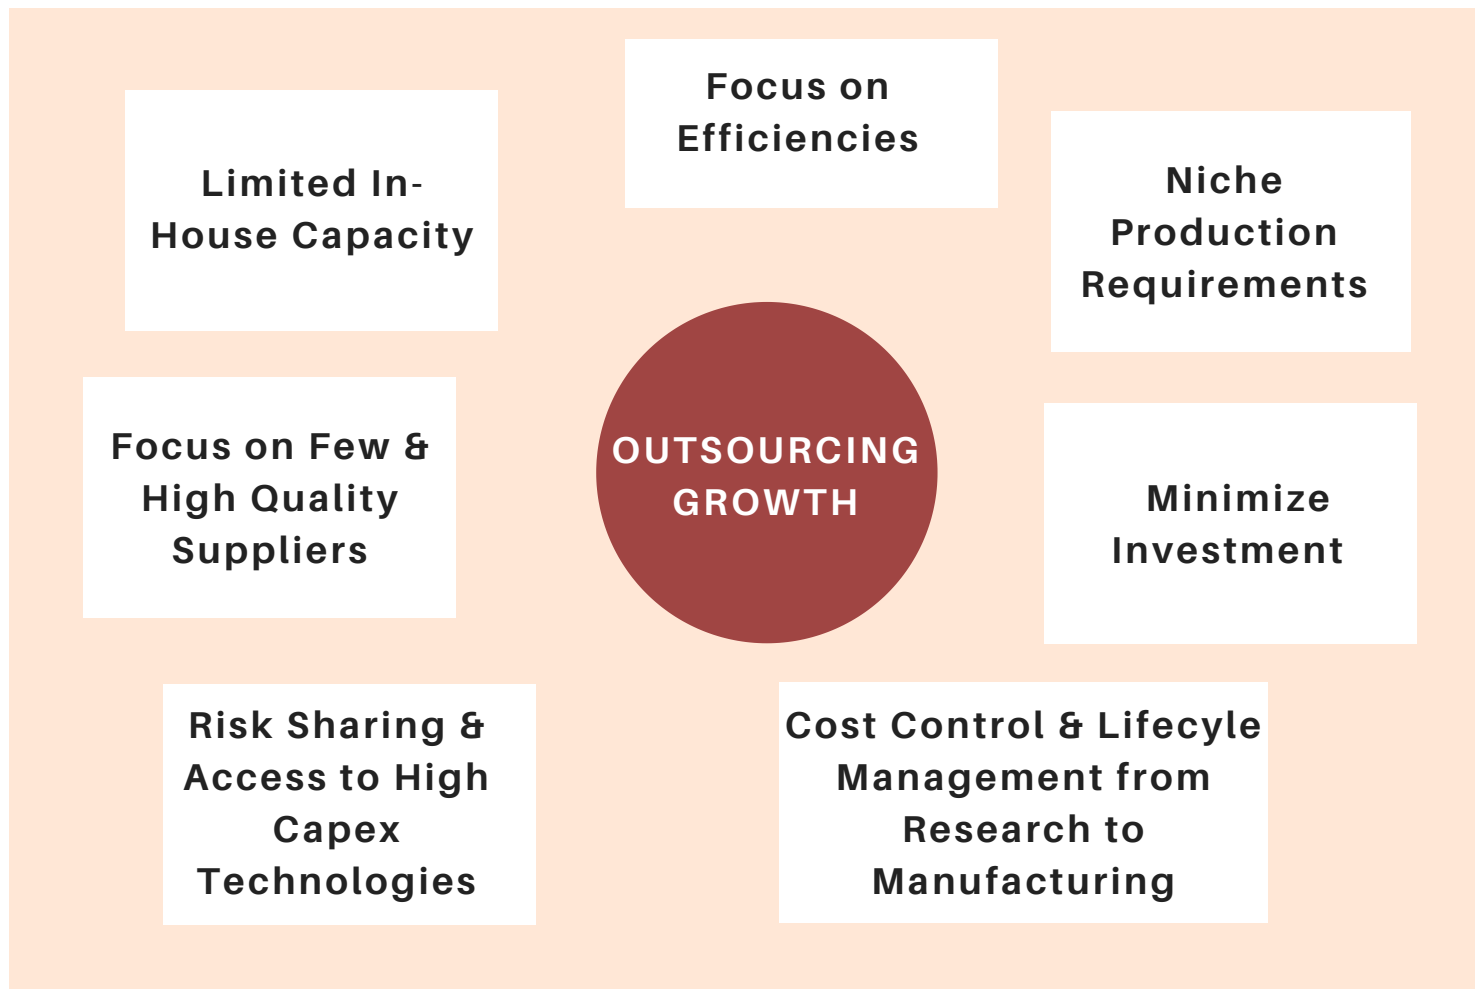 Focus on
Efficiencies
Limited In-
House Capacity
Niche
Production
Requirements
Focus on Few &
High Quality
Suppliers
OUTSOURCING
GROWTH
Minimize
Investment
Risk Sharing &
Access to High
Capex
Technologies
Cost Control & Lifecyle
Management from
Research to
Manufacturing